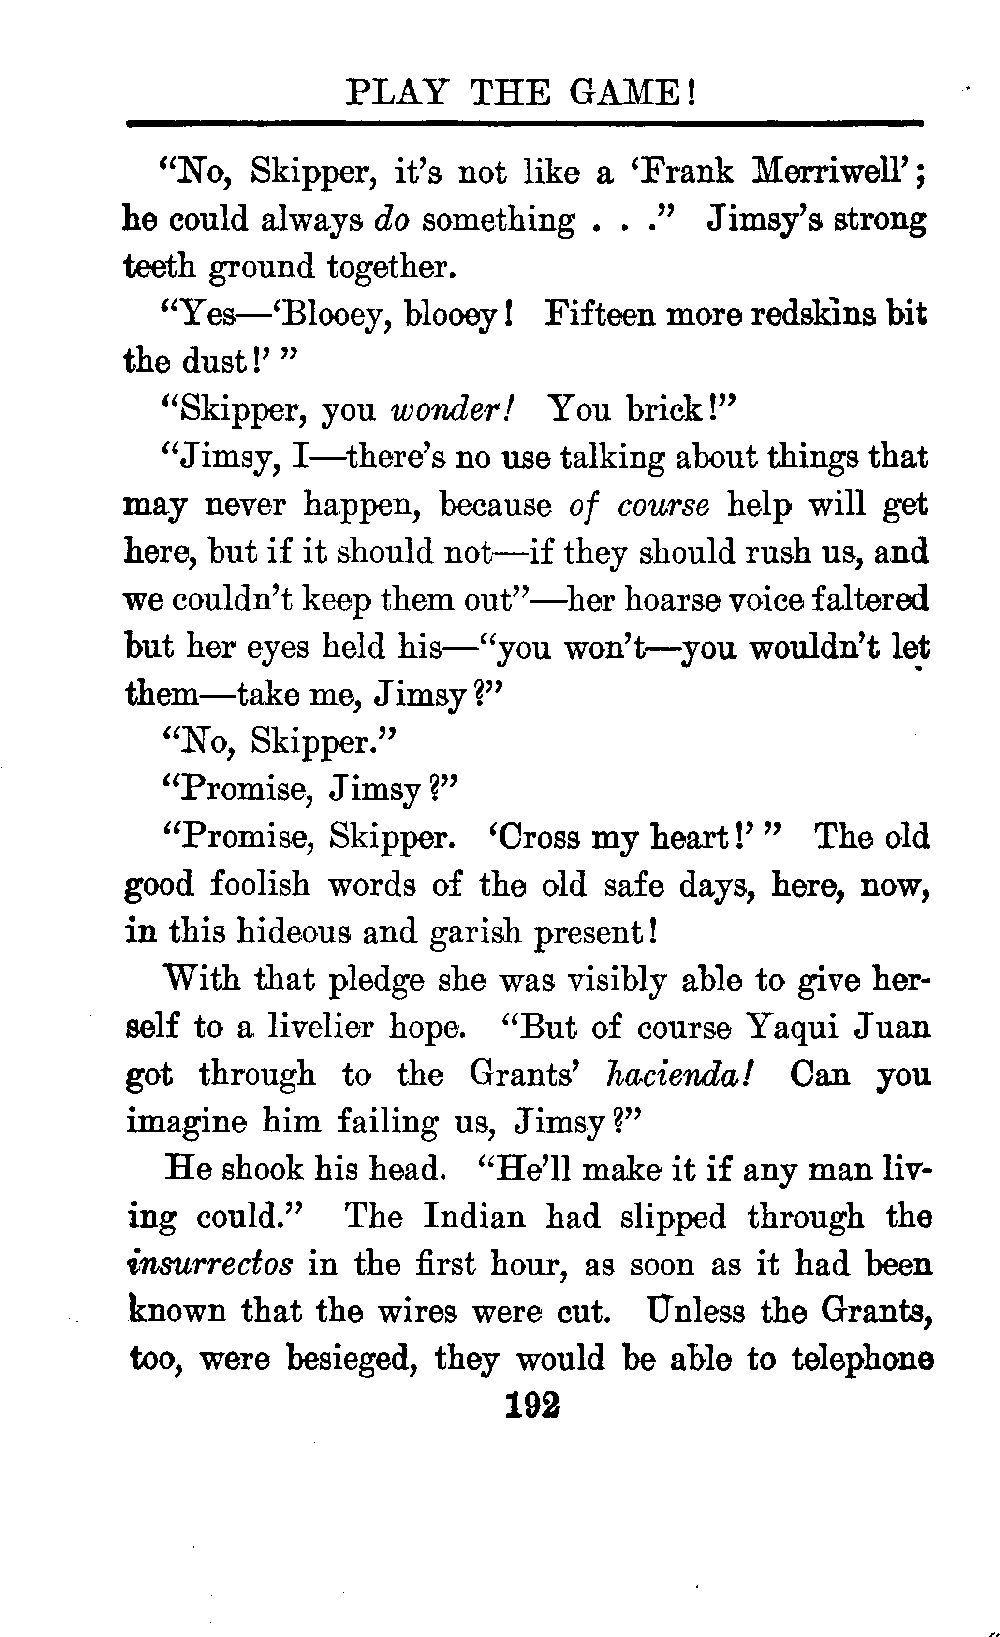 PLAY THE GAME!
“No, Skipper, it’s not like a ‘Frank Merriwell’;
he could always do something . . .” Jimsy’s strong
teeth ground together.
“Yes—‘Blooey, blooey! Fifteen more redskins bit
the dust!’ ”
“Skipper, you wonder! You brick!”
“Jimsy, I—there’s no use talking about things that
may never happen, because of course help will get
here, but if it should not—if they should rush us, and
we couldn’t keep them out”—her hoarse voice faltered
but her eyes held his—“you won’t—you wouldn’t let
them—take me, Jimsy?”
“No, Skipper.”
“Promise, Jimsy?”
“Promise, Skipper. ‘Cross my heart!’ ” The old
good foolish words of the old safe days, here, now,
in this hideous and garish present!
With that pledge she was visibly able to give her-
self to a livelier hope. “But of course Yaqui Juan
got through to the Grants’ hacienda! Can you
imagine him failing us, Jimsy?”
He shook his head. “He’ll make it if any man liv-
ing could.” The Indian had slipped through the
insurrectos in the first hour, as soon as it had been
known that the wires were cut. Unless the Grants,
too, were besieged, they would be able to telephone
192